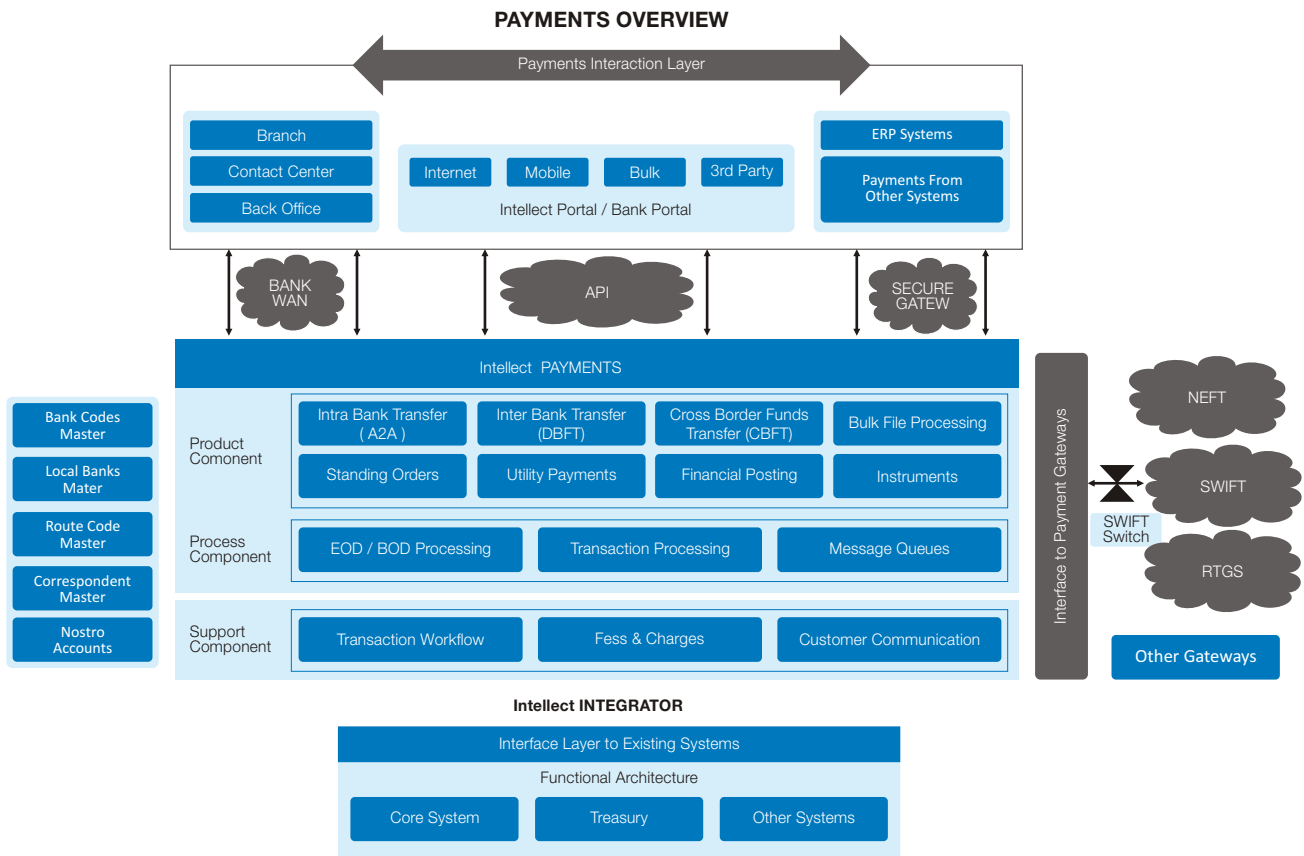 PAYMENTS OVERVIEW
Payments Interaction Layer
Branch
Contact Center
Back Office
Internet
Mobile
Bulk
3rd Party
Intellect Portal / Bank Portal
ERP Systems
Payments From
Other Systems
BANK
WAN
API
SECURE
GATEW
Intellect PAYMENTS
Bank Codes
Master
Local Banks
Mater
Route Code
Master
Correspondent
Master
Nostro
Accounts
Product
Comonent
Intra Bank Transfer
( A2A )
Inter Bank Transfer
(DBFT)
Cross Border Funds
Transfer (CBFT)
Bulk File Processing
Standing Orders
Utility Payments
Financial Posting
Instruments
Process
Component
EOD / BOD Processing
Transaction Processing
Message Queues
Support
Component
Transaction Workflow
Fess & Charges
Customer Communication
Interface to Payment Gateways
NEFT
SWIFT
SWIFT
Switch
RTGS
Other Gateways
Intellect INTEGRATOR
Interface Layer to Existing Systems
Functional Architecture
Core System
Treasury
Other Systems